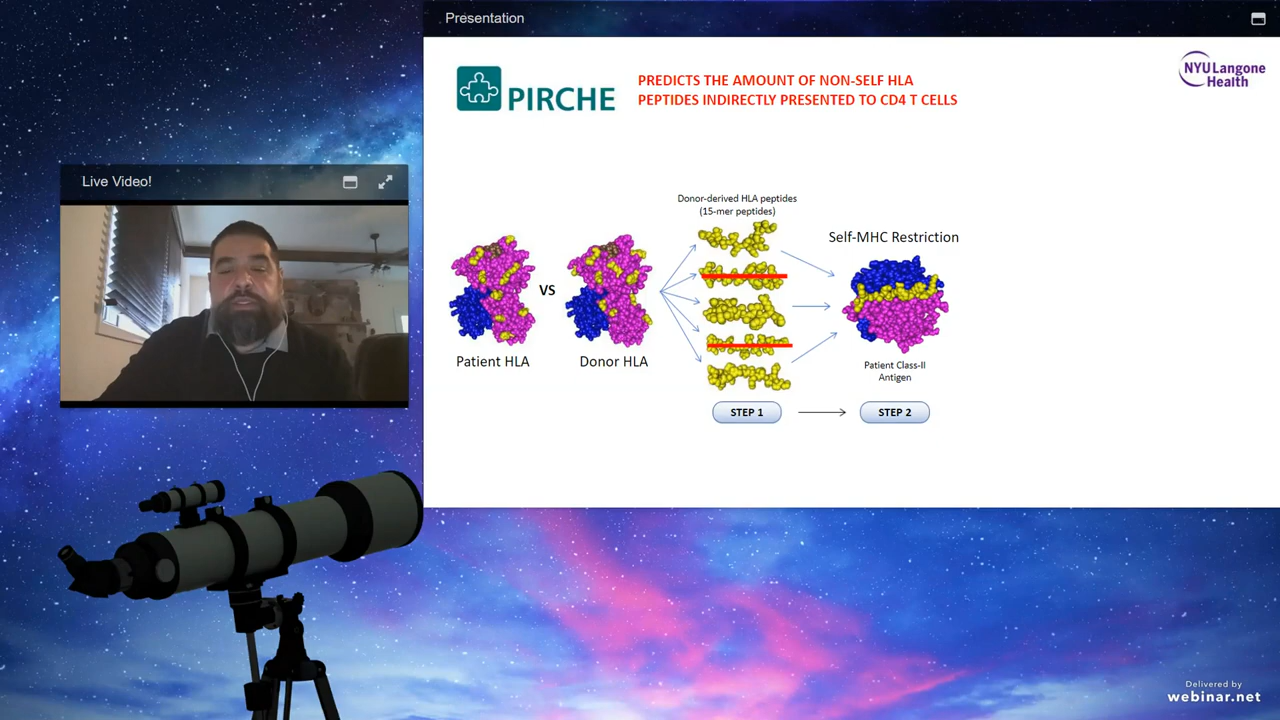 Presentation
NYU Langone
Health
PIRCHE
PREDICTS THE AMOUNT OF NON-SELF HLA
PEPTIDES INDIRECTLY PRESENTED TO CD4 T CELLS
Live Video!
Donor-derived HLA peptides
(15-mer peptides)
Self-MHC Restriction
VS
Patient HLA
Donor HLA
Patient Class-II
Antigen
STEP 1
STEP 2
Delivered by
webinar.net